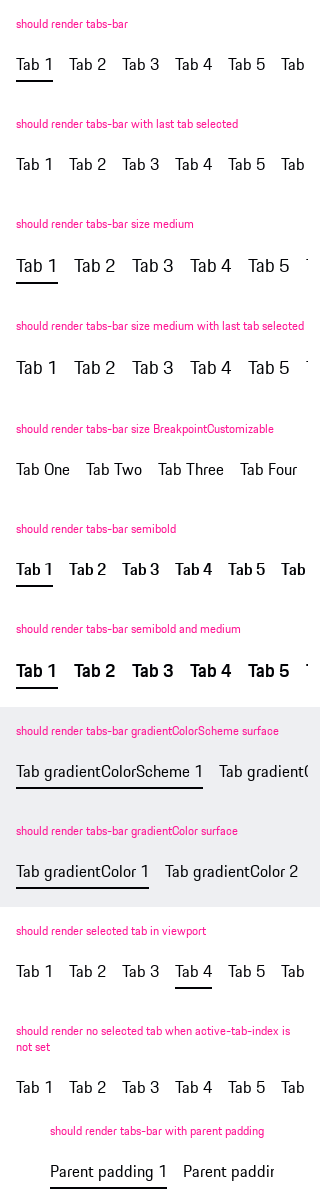 should render tabs-bar
Tab 1 Tab 2 Tab 3 Tab 4 Tab 5 Tab
should render tabs-bar with last tab selected
Tab 1 Tab 2 Tab 3 Tab 4 Tab 5 Tab
should render tabs-bar size medium
Tab 1 Tab 2 Tab 3 Tab 4 Tab 5
should render tabs-bar size medium with last tab selected
Tab 1 Tab 2 Tab 3 Tab 4 Tab 5
should render tabs-bar size BreakpointCustomizable
Tab One Tab Two Tab Three Tab Four
should render tabs-bar semibold
Tab 1 Tab 2 Tab 3 Tab 4 Tab 5 Tab
should render tabs-bar semibold and medium
Tab 1 Tab 2 Tab 3 Tab 4 Tab 5
should render tabs-bar gradientColorScheme surface
Tab gradientColorScheme 1 Tab gradient
should render tabs-bar gradientColor surface
Tab gradientColor 1 Tab gradientColor 2
should render selected tab in viewport
Tab 1 Tab 2 Tab 3 Tab 4 Tab 5 Tab
should render no selected tab when active-tab-index is
not set
Tab 1 Tab 2 Tab 3 Tab 4 Tab 5 Tab
should render tabs-bar with parent padding
Parent padding 1 Parent paddin